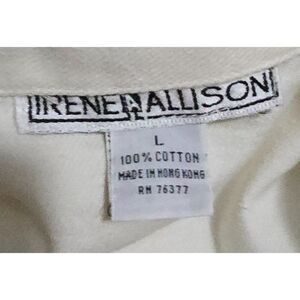 IRENE ALLISON
L
100% COTTON
MADE IN HONG KONG
RN 76377